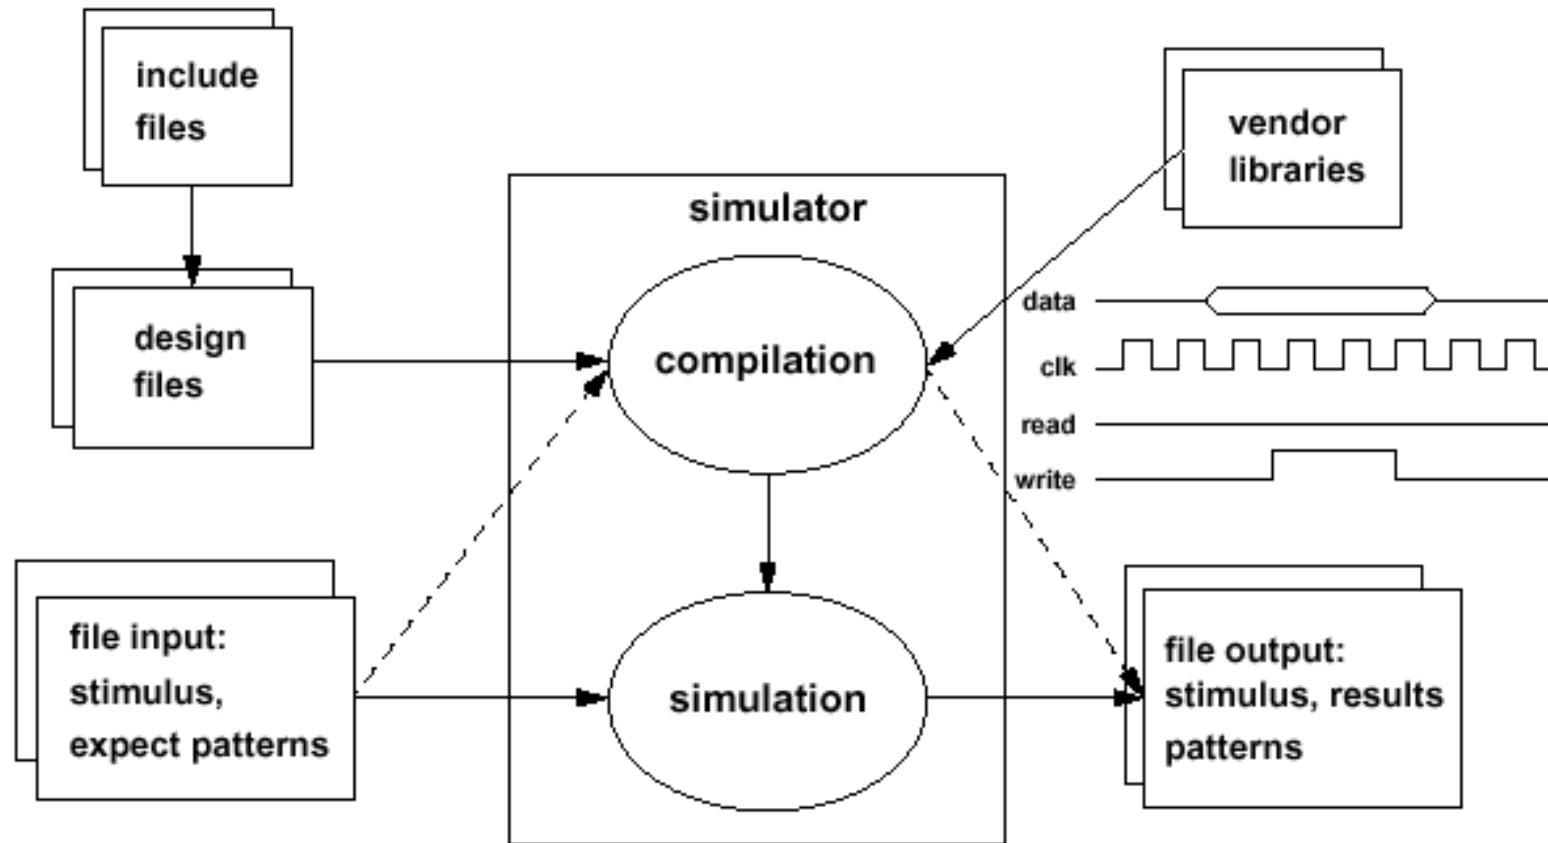 include
files
vendor
libraries
simulator
design
files
compilation
data
clk
read
write
file input:
stimulus,
expect patterns
simulation
file output:
stimulus, results
patterns